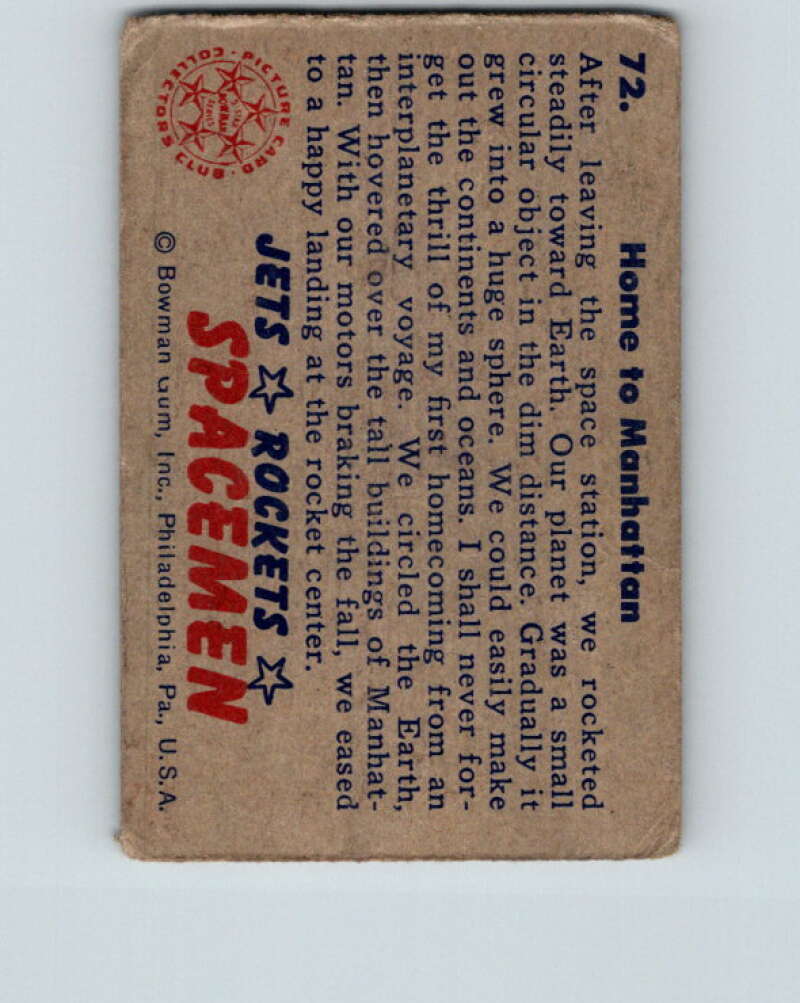 72. Home to Manhattan
After leaving the space station, we rocketed
steadily toward Earth. Our planet was a small
circular object in the dim distance. Gradually it
grew into a huge sphere. We could easily make
out the continents and oceans. I shall never for-
get the thrill of my first homecoming from an
interplanetary voyage. We circled the Earth,
then hovered over the tall buildings of Manhat-
tan. With our motors braking the fall, we eased
to a happy landing at the rocket center.
PICTURE CARD COLLECTORS CLUB
BOWMAN
JETS ☆ ROCKETS ☆
SPACEMEN
© Bowman Gum, Inc., Philadelphia, Pa., U.S.A.